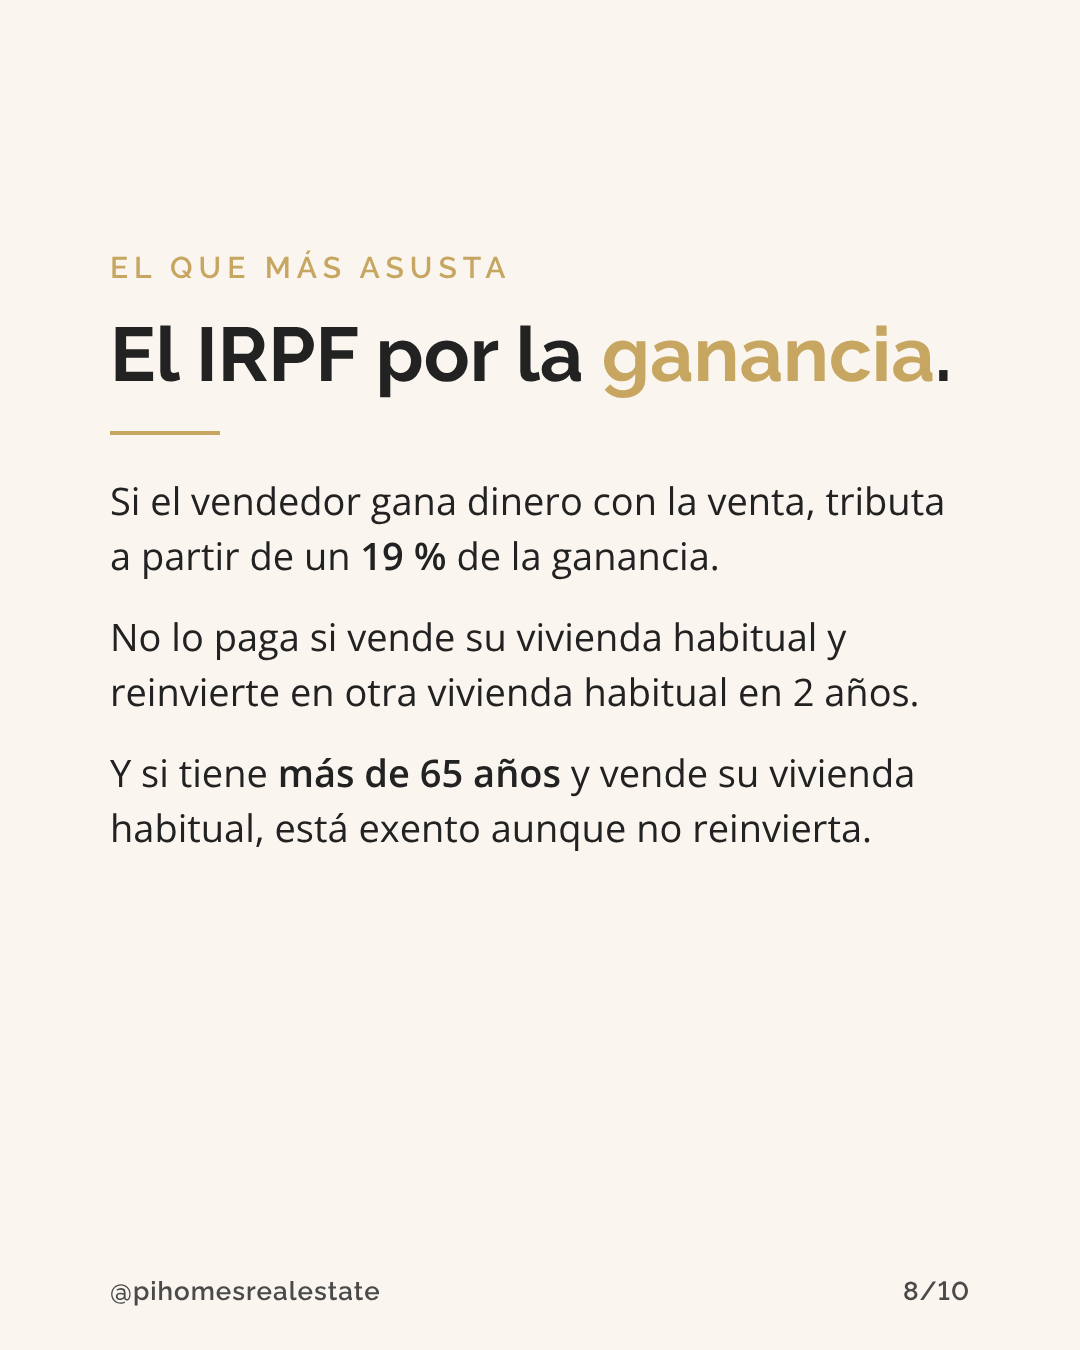 EL QUE MÁS ASUSTA
El IRPF por la ganancia.
Si el vendedor gana dinero con la venta, tributa
a partir de un 19 % de la ganancia.
No lo paga si vende su vivienda habitual y
reinvierte en otra vivienda habitual en 2 años.
Y si tiene más de 65 años y vende su vivienda
habitual, está exento aunque no reinvierta.
@pihomesrealestate
8/10